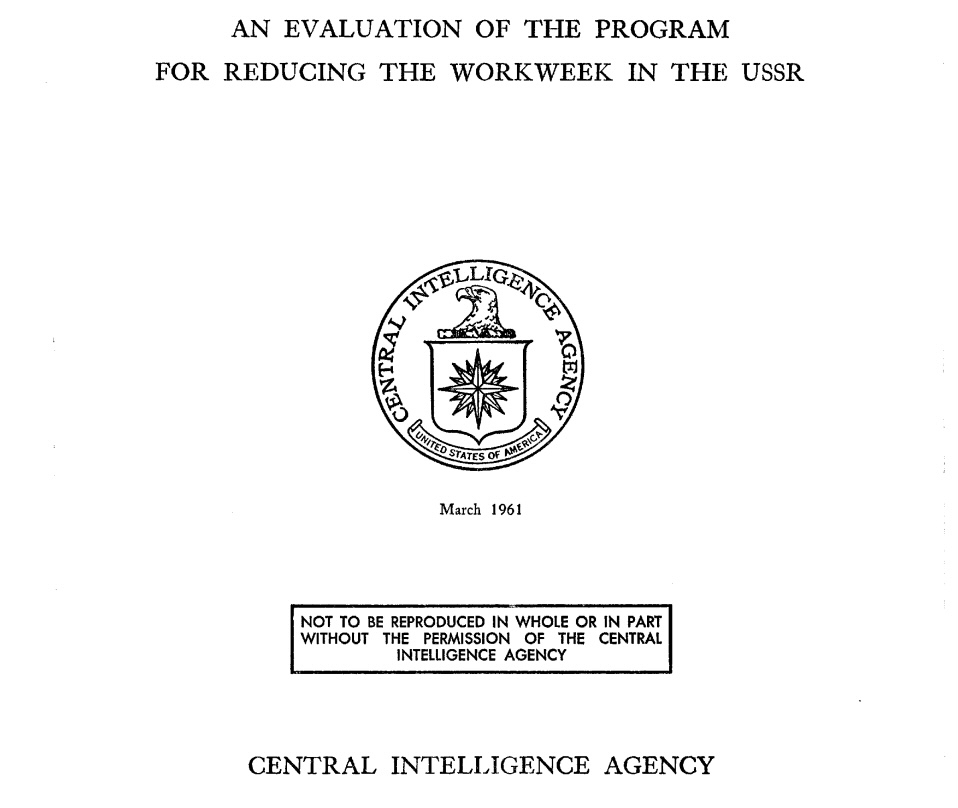 AN EVALUATION OF THE PROGRAM
FOR REDUCING THE WORKWEEK IN THE USSR
CENTRAL INTELLIGENCE AGENCY
UNITED STATES OF AMERICA
March 1961
NOT TO BE REPRODUCED IN WHOLE OR IN PART
WITHOUT THE PERMISSION OF THE CENTRAL
INTELLIGENCE AGENCY
CENTRAL INTELLIGENCE AGENCY